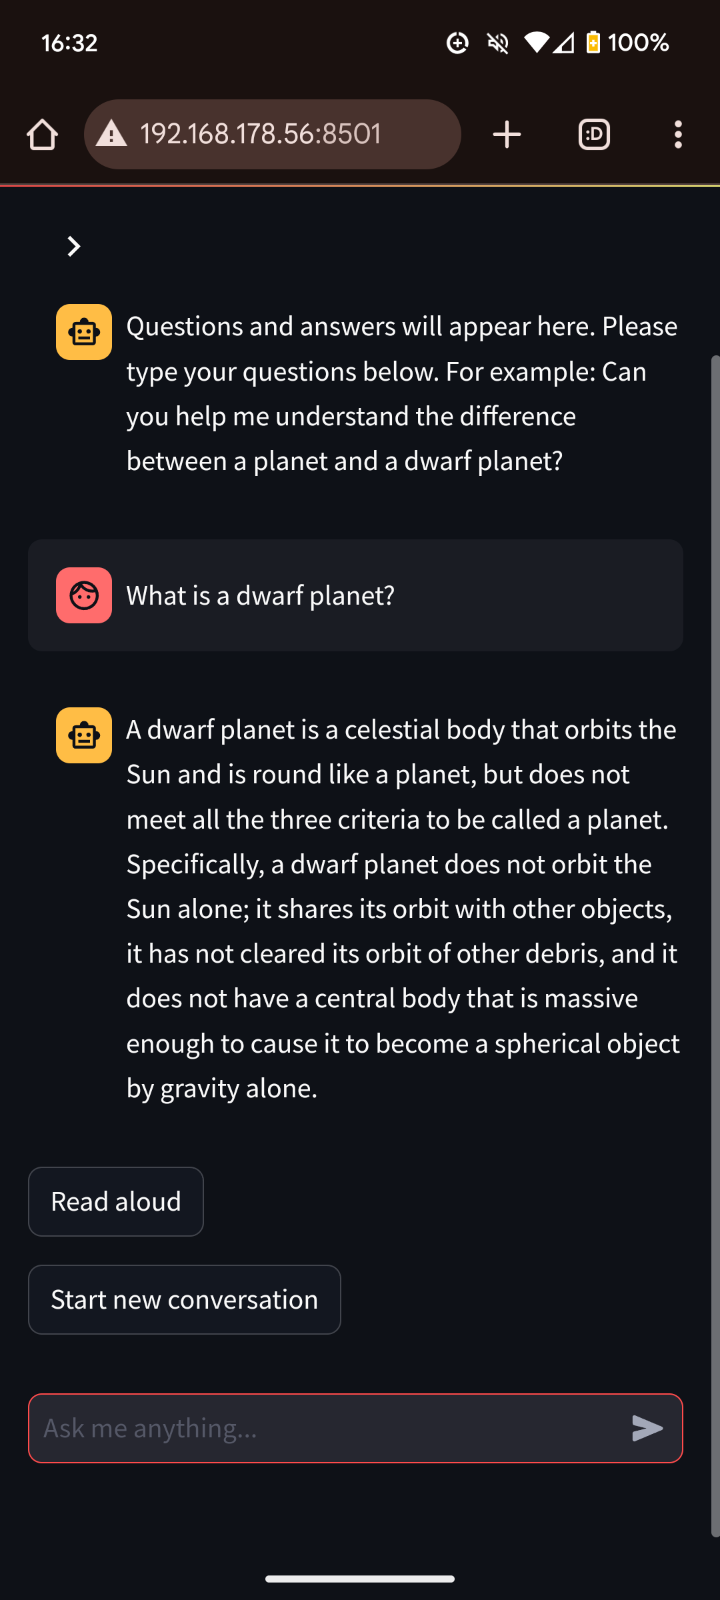 16:32
100%
192.168.178.56:8501
:D
Questions and answers will appear here. Please
type your questions below. For example: Can
you help me understand the difference
between a planet and a dwarf planet?
What is a dwarf planet?
A dwarf planet is a celestial body that orbits the
Sun and is round like a planet, but does not
meet all the three criteria to be called a planet.
Specifically, a dwarf planet does not orbit the
Sun alone; it shares its orbit with other objects,
it has not cleared its orbit of other debris, and it
does not have a central body that is massive
enough to cause it to become a spherical object
by gravity alone.
Read aloud
Start new conversation
Ask me anything...